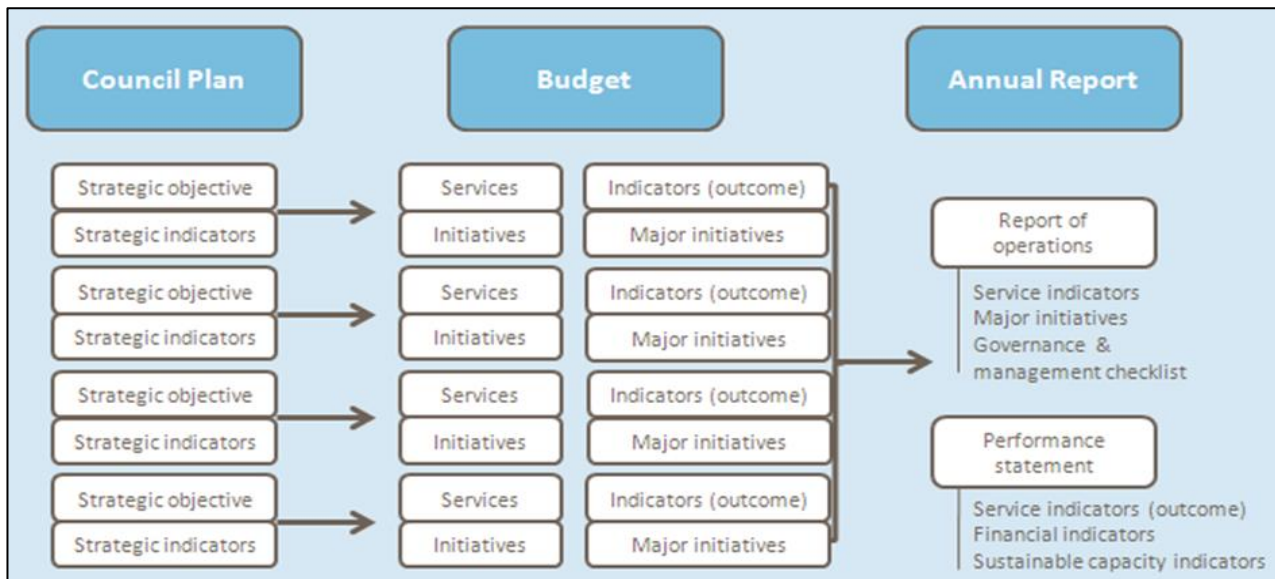 Council Plan
Budget
Annual Report
Strategic objective
Strategic indicators
Services
Initiatives
Indicators (outcome)
Major initiatives
Strategic objective
Strategic indicators
Services
Initiatives
Indicators (outcome)
Major initiatives
Strategic objective
Strategic indicators
Services
Initiatives
Indicators (outcome)
Major initiatives
Strategic objective
Strategic indicators
Services
Initiatives
Indicators (outcome)
Major initiatives
Report of
operations
Service indicators
Major initiatives
Governance &
management checklist
Performance
statement
Service indicators (outcome)
Financial indicators
Sustainable capacity indicators